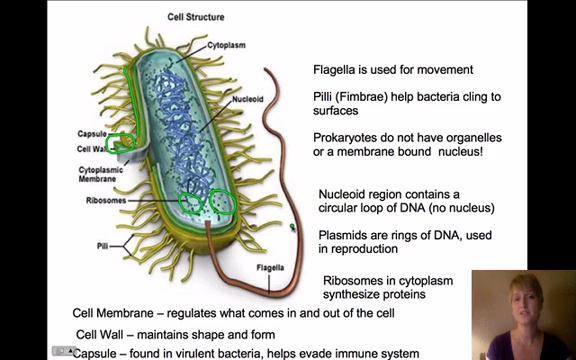 Cell Structure
Cytoplasm
Nucleoid
Capsule
Cell Wall
Cytoplasmic
Membrane
Ribosomes
Pili
Flagella
Flagella is used for movement
Pilli (Fimbrae) help bacteria cling to
surfaces
Prokaryotes do not have organelles
or a membrane bound nucleus!
Nucleoid region contains a
circular loop of DNA (no nucleus)
Plasmids are rings of DNA, used
in reproduction
Ribosomes in cytoplasm
synthesize proteins
Cell Membrane – regulates what comes in and out of the cell
Cell Wall – maintains shape and form
Capsule – found in virulent bacteria, helps evade immune system